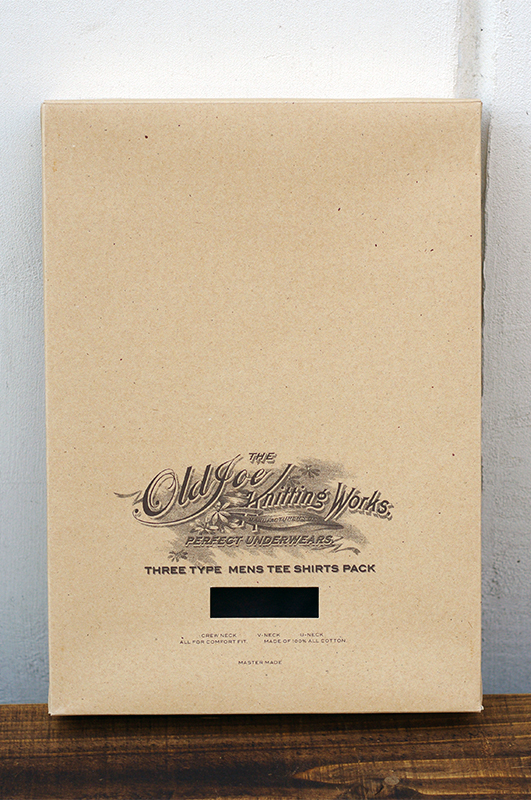 THE
Old Joe
Knitting Works.
MANUFACTURERS
PERFECT UNDERWEARS.
THREE TYPE MENS TEE SHIRTS PACK
CREW NECK V-NECK U-NECK
ALL FOR COMFORT FIT. MADE OF 100% ALL COTTON.
MASTER MADE